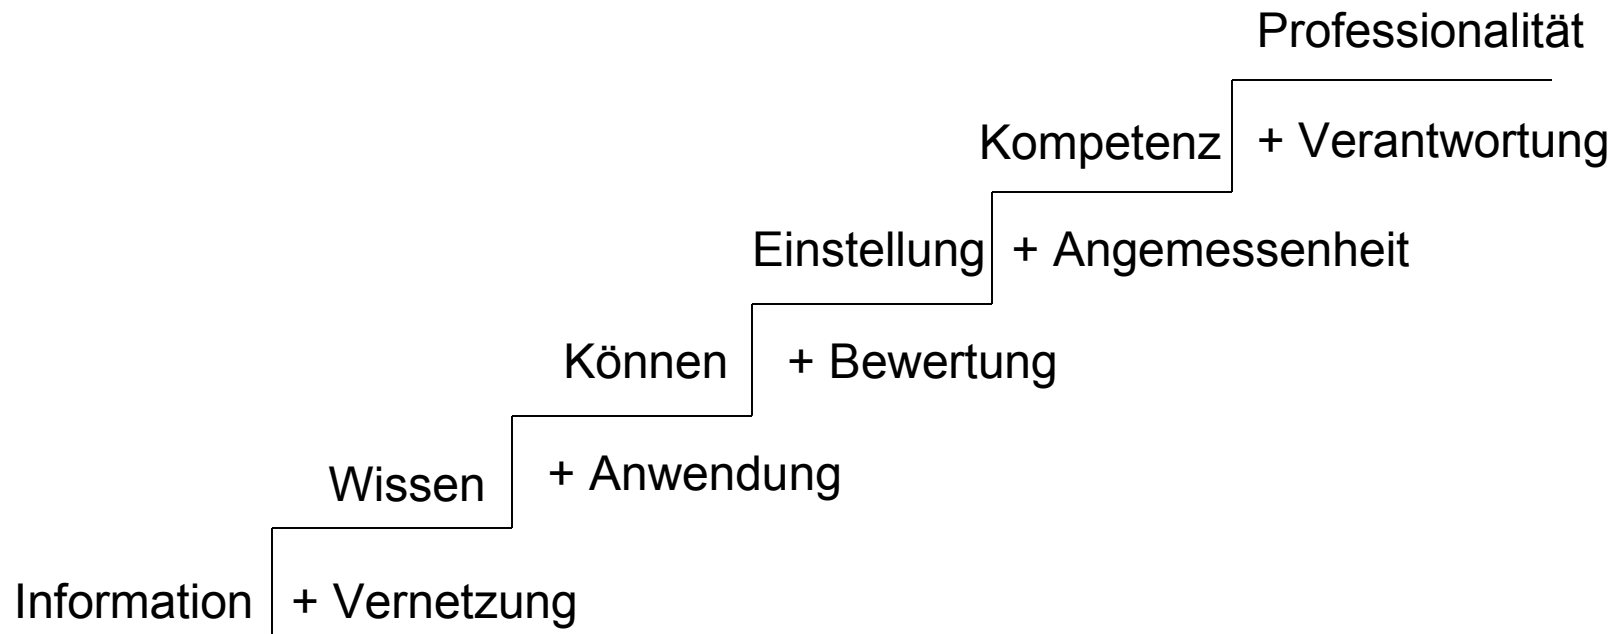 Professionalität
Kompetenz + Verantwortung
Einstellung + Angemessenheit
Können + Bewertung
Wissen + Anwendung
Information + Vernetzung